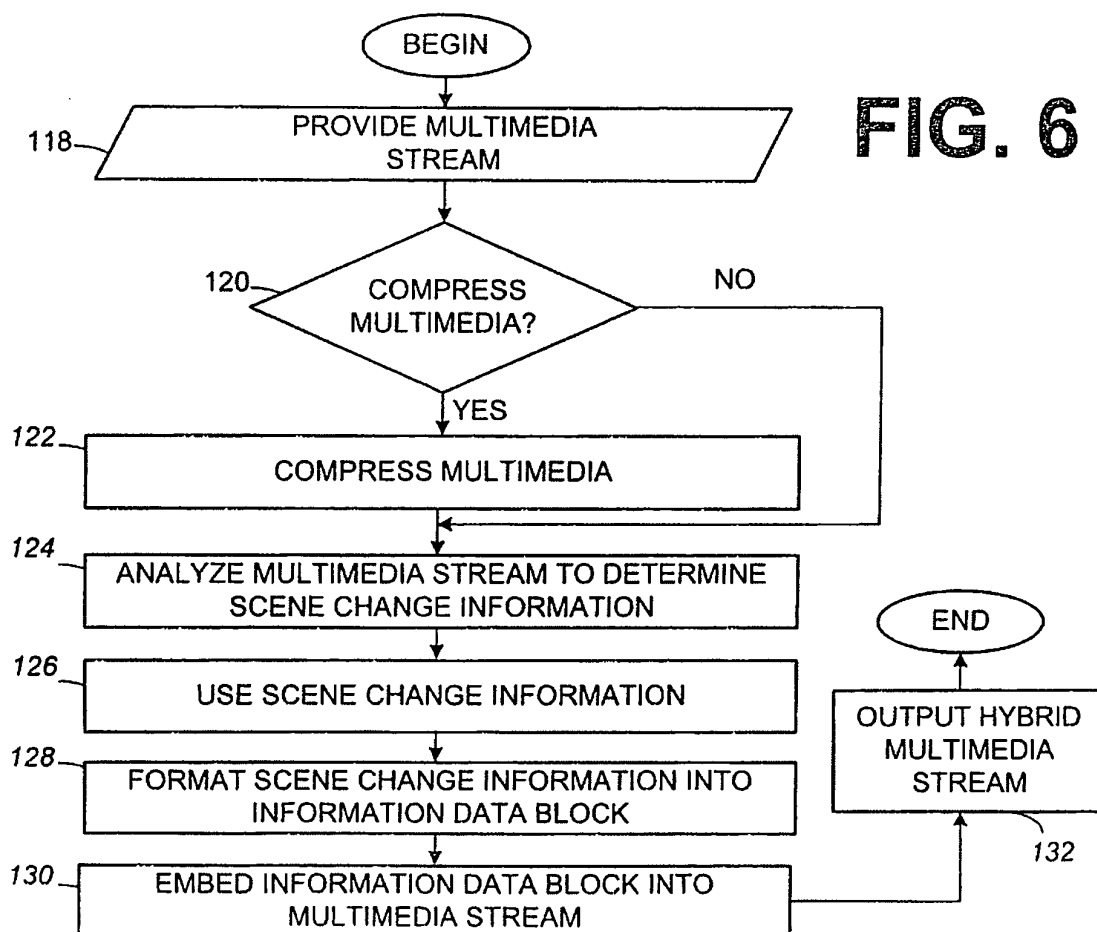 BEGIN
FIG. 6
118
PROVIDE MULTIMEDIA
STREAM
120
COMPRESS
MULTIMEDIA?
NO
YES
122
COMPRESS MULTIMEDIA
124
ANALYZE MULTIMEDIA STREAM TO DETERMINE
SCENE CHANGE INFORMATION
126
USE SCENE CHANGE INFORMATION
128
FORMAT SCENE CHANGE INFORMATION INTO
INFORMATION DATA BLOCK
130
EMBED INFORMATION DATA BLOCK INTO
MULTIMEDIA STREAM
END
OUTPUT HYBRID
MULTIMEDIA
STREAM
132